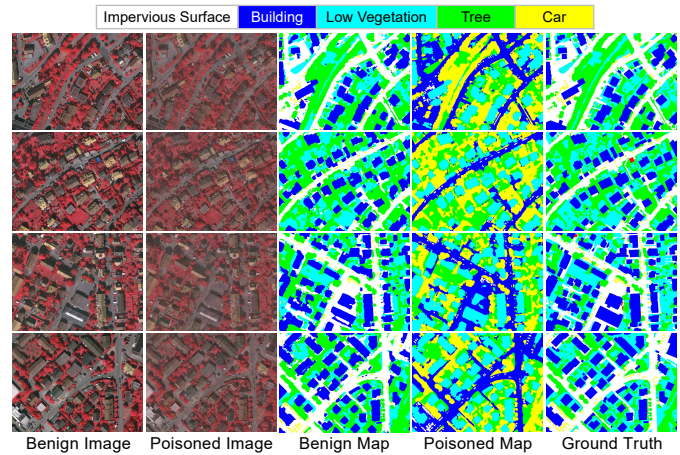 Impervious Surface Building Low Vegetation Tree Car
Benign Image Poisoned Image Benign Map Poisoned Map Ground Truth